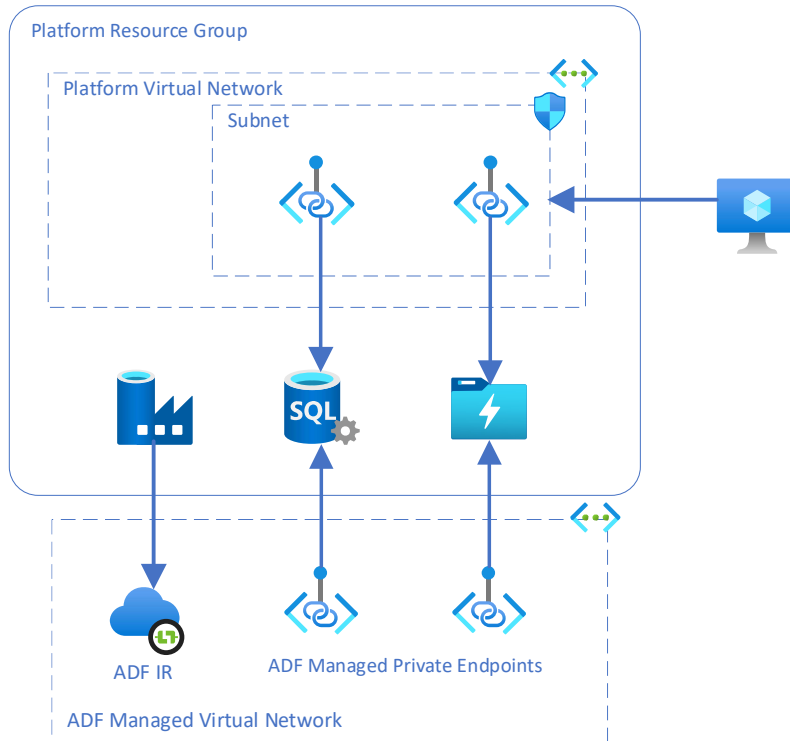 Platform Resource Group
Platform Virtual Network
Subnet
SQL
ADF IR
ADF Managed Private Endpoints
ADF Managed Virtual Network